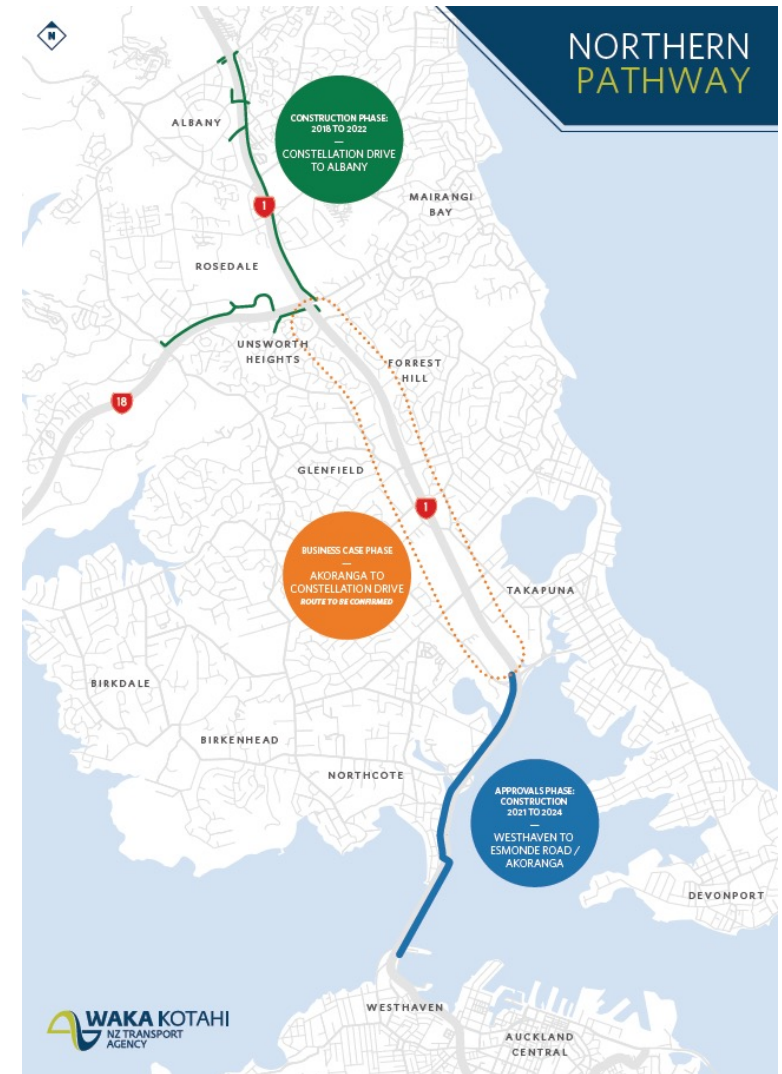 N
NORTHERN
PATHWAY
CONSTRUCTION PHASE:
2018 TO 2022
CONSTELLATION DRIVE
TO ALBANY
ALBANY
MAIRANGI
BAY
1
ROSEDALE
UNSWORTH
HEIGHTS
FORREST
HILL
18
GLENFIELD
1
BUSINESS CASE PHASE
AKORANGA TO
CONSTELLATION DRIVE
ROUTE TO BE CONFIRMED
TAKAPUNA
BIRKDALE
BIRKENHEAD
NORTHCOTE
APPROVALS PHASE:
CONSTRUCTION
2021 TO 2024
WESTHAVEN TO
ESMONDE ROAD /
AKORANGA
DEVONPORT
WESTHAVEN
AUCKLAND
CENTRAL
WAKA KOTAHI
NZ TRANSPORT
AGENCY